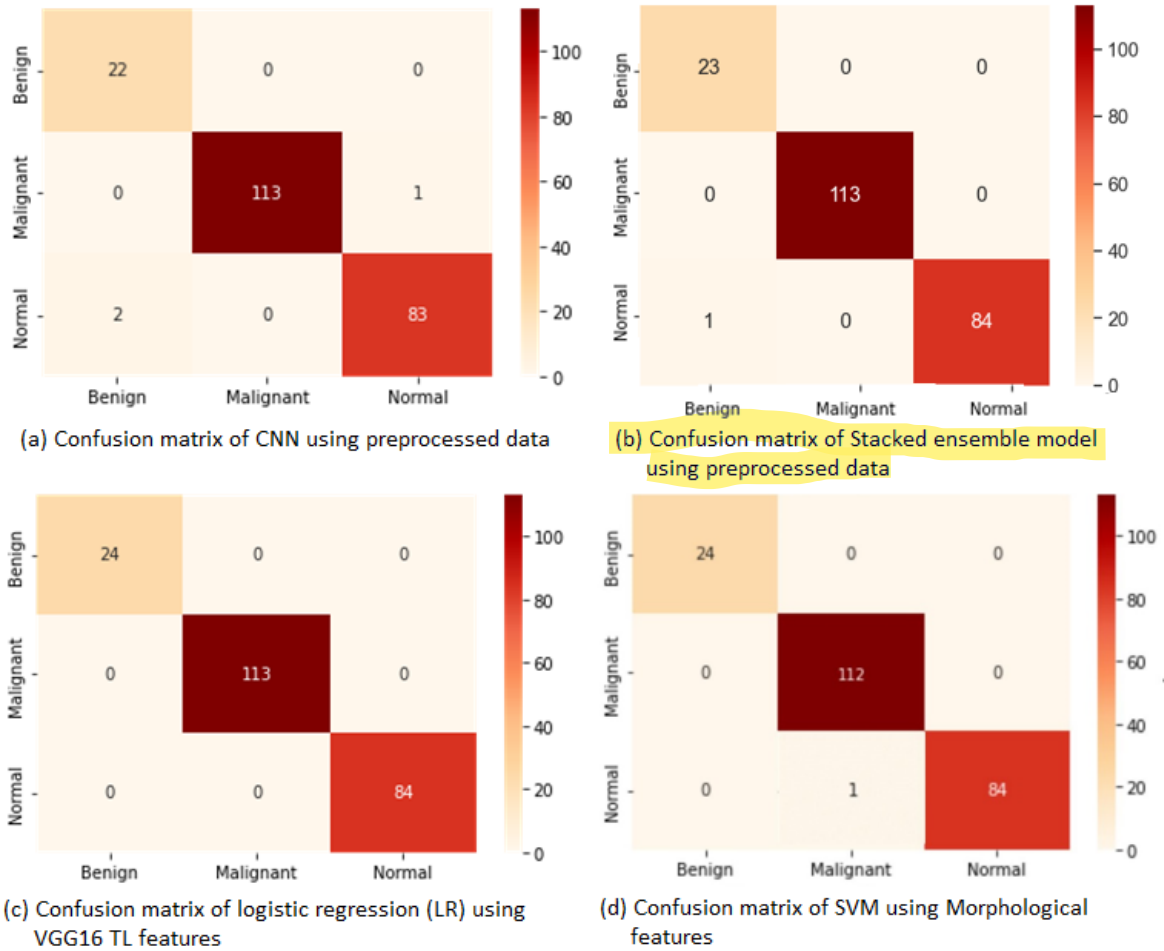 Benign 22 0 0 100
80
Malignant 0 113 1 60
40
Normal 2 0 83 20
0
Benign Malignant Normal
(a) Confusion matrix of CNN using preprocessed data
Benign 23 0 0 100
80
Malignant 0 113 0 60
40
Normal 1 0 84 20
0
Benign Malignant Normal
(b) Confusion matrix of Stacked ensemble model
using preprocessed data
Benign 24 0 0 100
80
Malignant 0 113 0 60
40
Normal 0 0 84 20
0
Benign Malignant Normal
(c) Confusion matrix of logistic regression (LR) using
VGG16 TL features
Benign 24 0 0 100
80
Malignant 0 112 0 60
40
Normal 0 1 84 20
0
Benign Malignant Normal
(d) Confusion matrix of SVM using Morphological
features